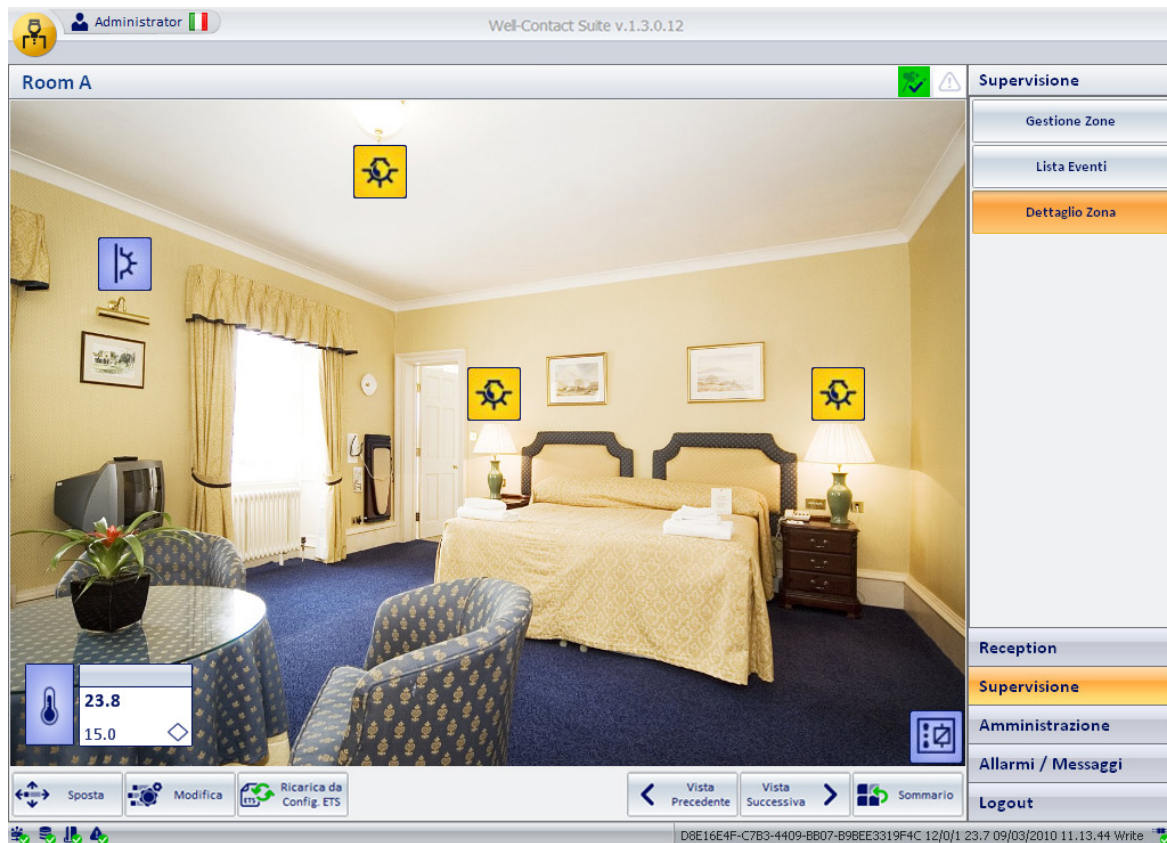 Administrator
Well-Contact Suite v.1.3.0.12
Room A
Supervisione
Gestione Zone
Lista Eventi
Dettaglio Zona
23.8
15.0
Reception
Supervisione
Amministrazione
Allarmi / Messaggi
Logout
Sposta
Modifica
ETS
Ricarica da
Config. ETS
Vista
Precedente
Vista
Successiva
Sommario
D8E16E4F-C7B3-4409-BB07-B9BEE3319F4C 12/0/1 23.7 09/03/2010 11.13.44 Write